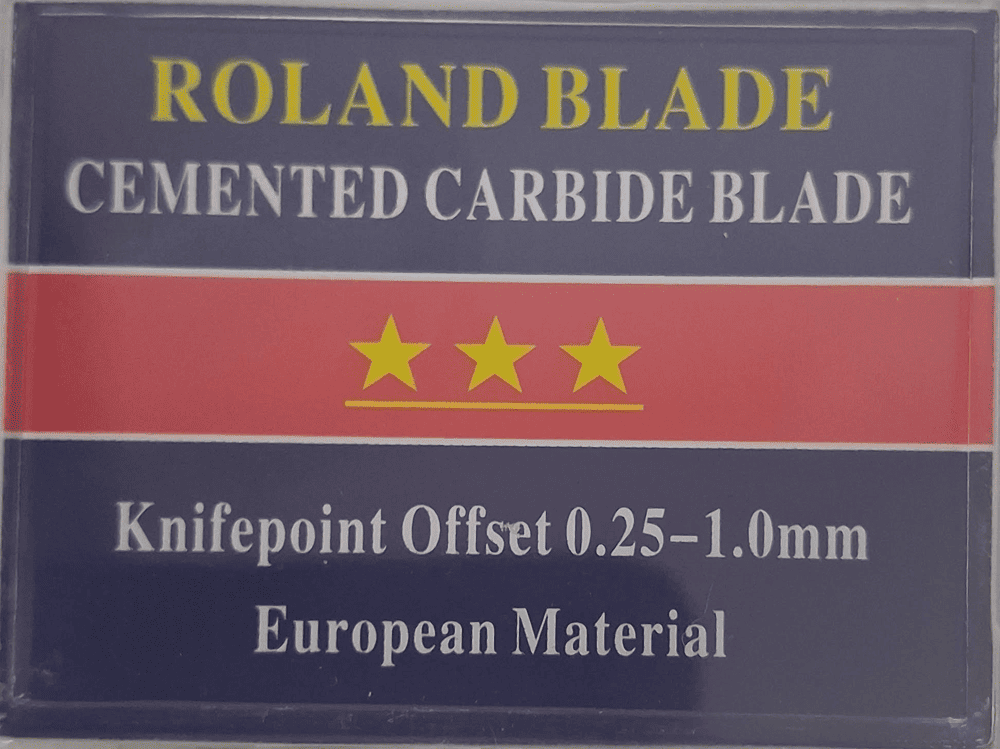 ROLAND BLADE
CEMENTED CARBIDE BLADE
Knifepoint Offset 0.25-1.0mm
European Material